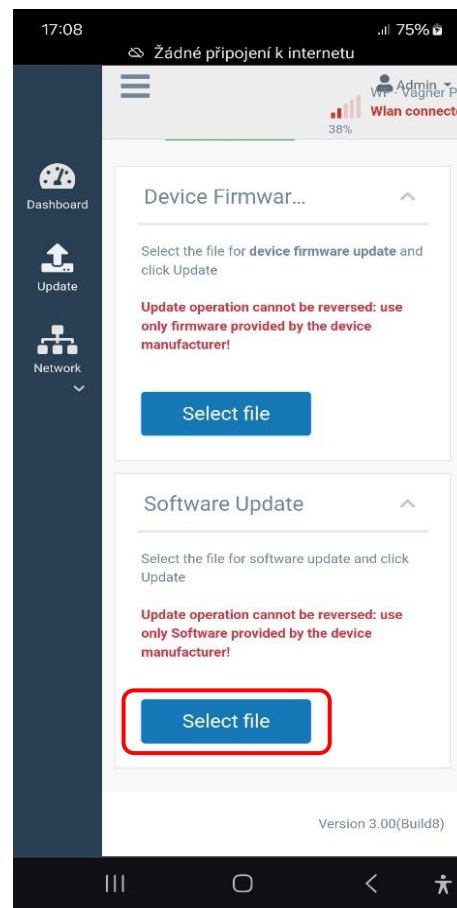 17:08
75%
Žádné připojení k internetu
Admin
WP - Vagner P
Wlan connect
38%
Dashboard
Update
Network
Device Firmwar...
Select the file for device firmware update and
click Update
Update operation cannot be reversed: use
only firmware provided by the device
manufacturer!
Select file
Software Update
Select the file for software update and click
Update
Update operation cannot be reversed: use
only Software provided by the device
manufacturer!
Select file
Version 3.00(Build8)